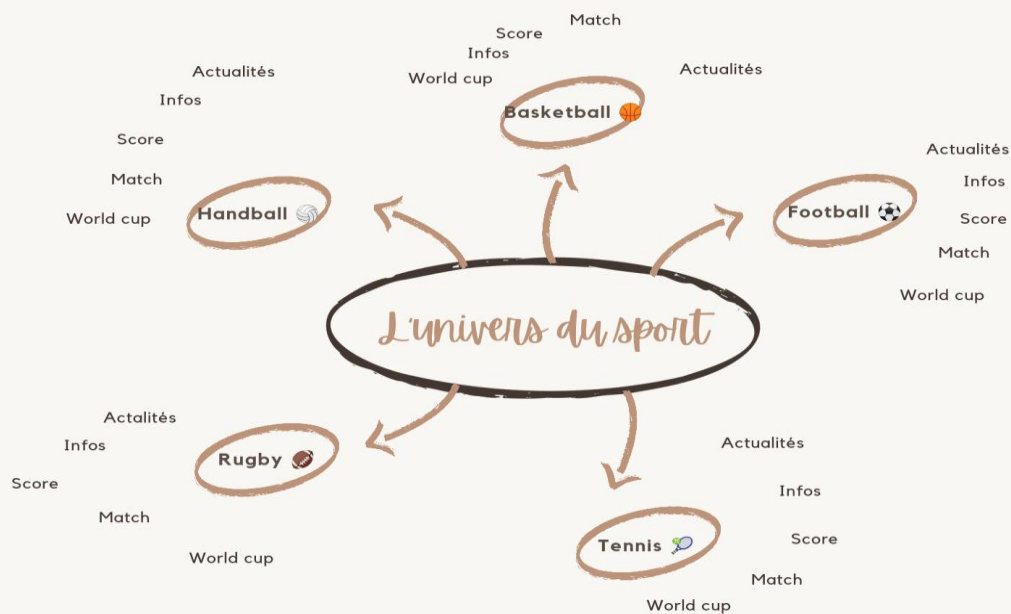 Match
Score
Infos
World cup
Actualités
Basketball
Actualités
Infos
Score
Match
World cup
Handball
Actualités
Infos
Score
Match
World cup
Football
L'univers du sport
Actalités
Infos
Score
Match
World cup
Rugby
Actualités
Infos
Score
Match
World cup
Tennis